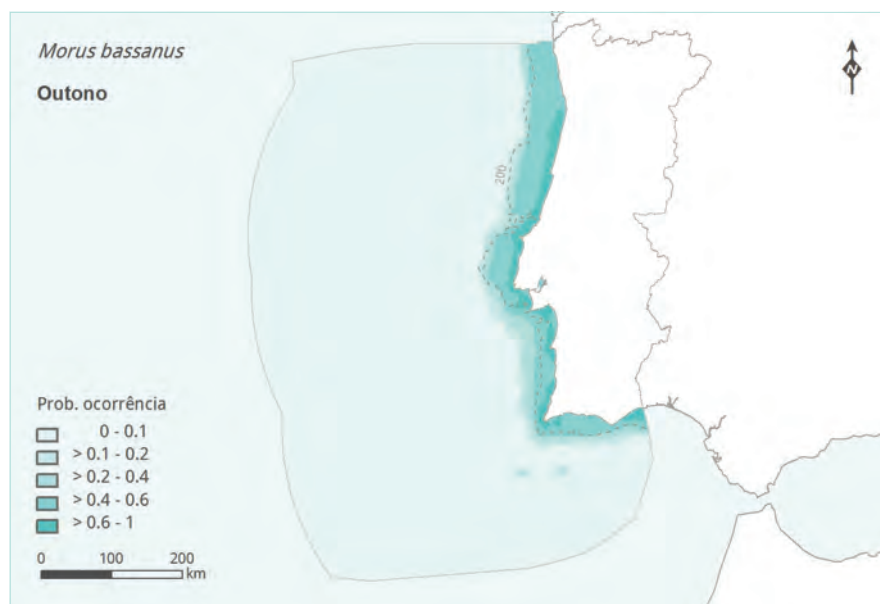 Morus bassanus
Outono
N
200
Prob. ocorrência
0 - 0.1
> 0.1 - 0.2
> 0.2 - 0.4
> 0.4 - 0.6
> 0.6 - 1
0 100 200
km